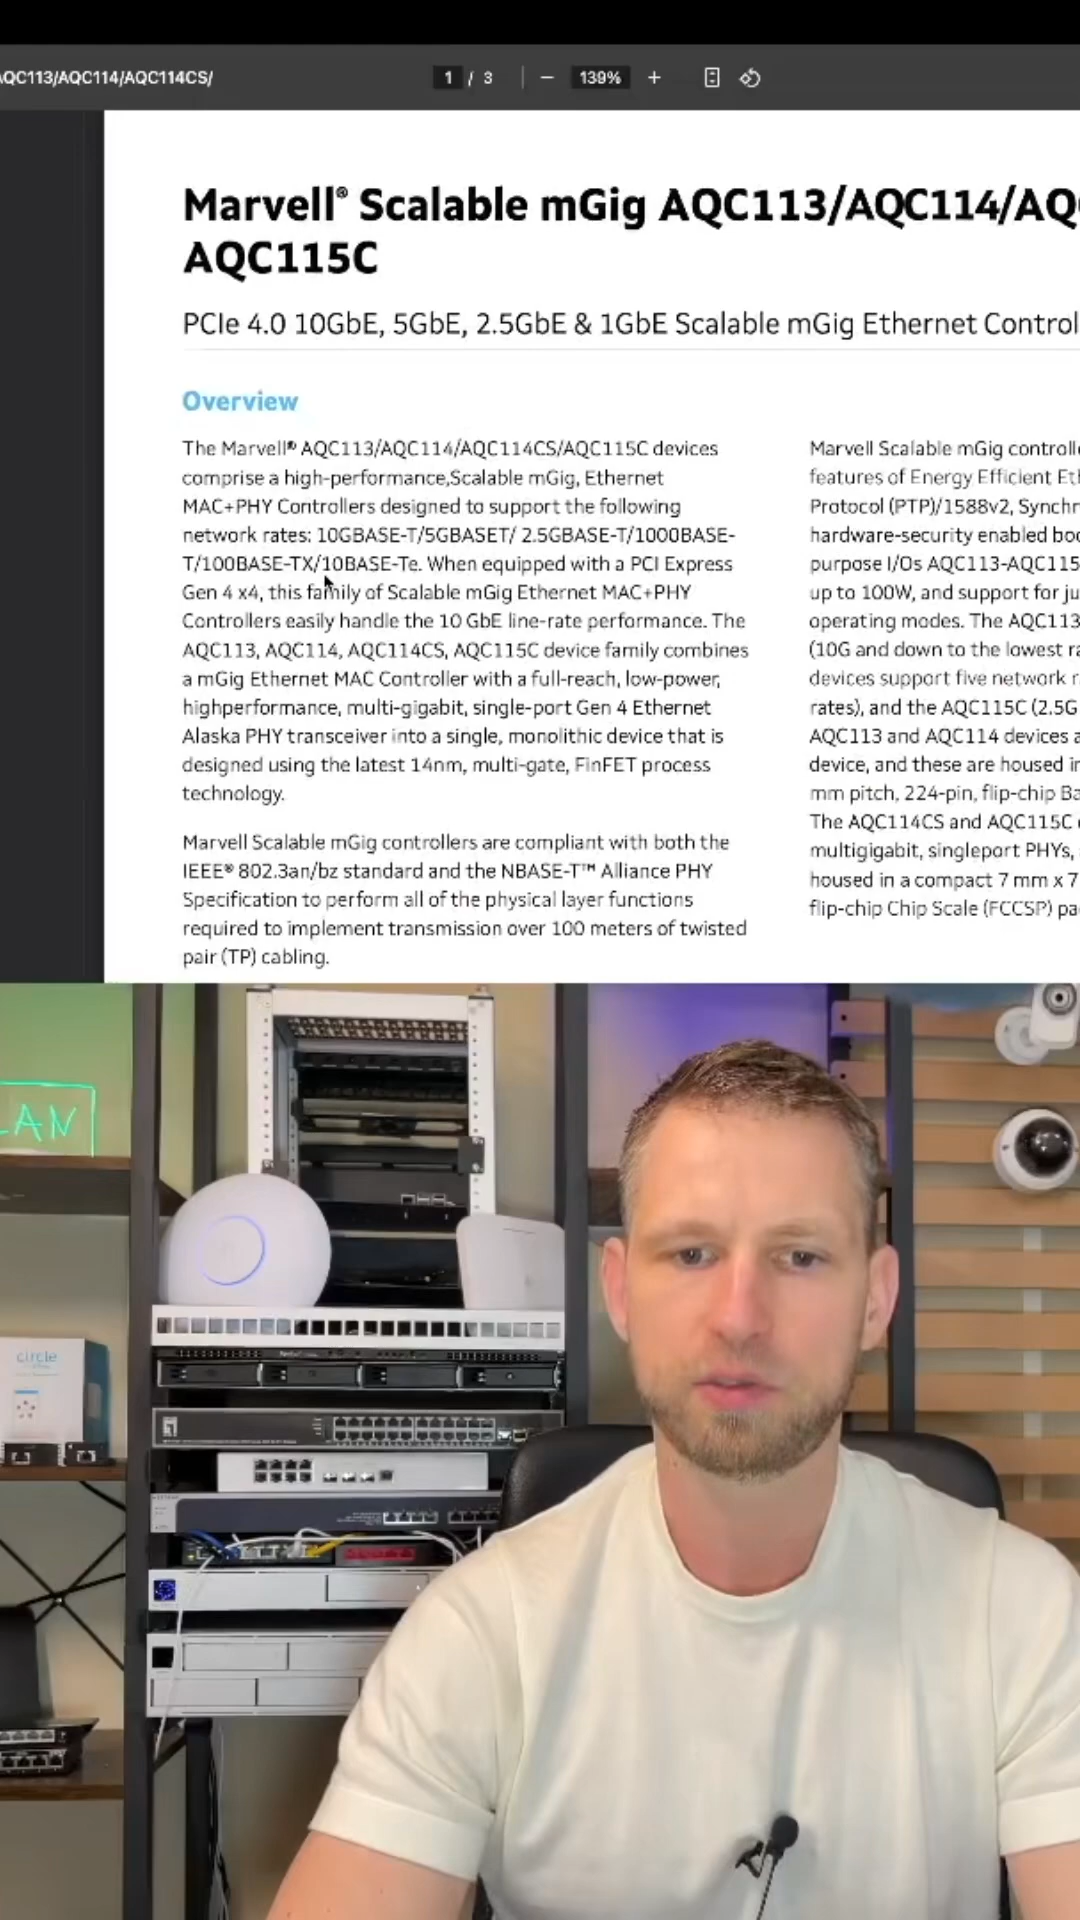 AQC113/AQC114/AQC114CS/
1 / 3
139%
Marvell® Scalable mGig AQC113/AQC114/AQ
AQC115C
PCIe 4.0 10GbE, 5GbE, 2.5GbE & 1GbE Scalable mGig Ethernet Control
Overview
The Marvell® AQC113/AQC114/AQC114CS/AQC115C devices
comprise a high-performance,Scalable mGig, Ethernet
MAC+PHY Controllers designed to support the following
network rates: 10GBASE-T/5GBASET/ 2.5GBASE-T/1000BASE-
T/100BASE-TX/10BASE-Te. When equipped with a PCI Express
Gen 4 x4, this family of Scalable mGig Ethernet MAC+PHY
Controllers easily handle the 10 GbE line-rate performance. The
AQC113, AQC114, AQC114CS, AQC115C device family combines
a mGig Ethernet MAC Controller with a full-reach, low-power,
highperformance, multi-gigabit, single-port Gen 4 Ethernet
Alaska PHY transceiver into a single, monolithic device that is
designed using the latest 14nm, multi-gate, FinFET process
technology.
Marvell Scalable mGig controllers are compliant with both the
IEEE® 802.3an/bz standard and the NBASE-T™ Alliance PHY
Specification to perform all of the physical layer functions
required to implement transmission over 100 meters of twisted
pair (TP) cabling.
Marvell Scalable mGig controlle
features of Energy Efficient Eth
Protocol (PTP)/1588v2, Synchr
hardware-security enabled boo
purpose I/Os AQC113-AQC115
up to 100W, and support for ju
operating modes. The AQC113
(10G and down to the lowest ra
devices support five network r
rates), and the AQC115C (2.5G
AQC113 and AQC114 devices a
device, and these are housed in
mm pitch, 224-pin, flip-chip Ba
The AQC114CS and AQC115C
multigigabit, singleport PHYs,
housed in a compact 7 mm x 7
flip-chip Chip Scale (FCCSP) pa
LAN
circle